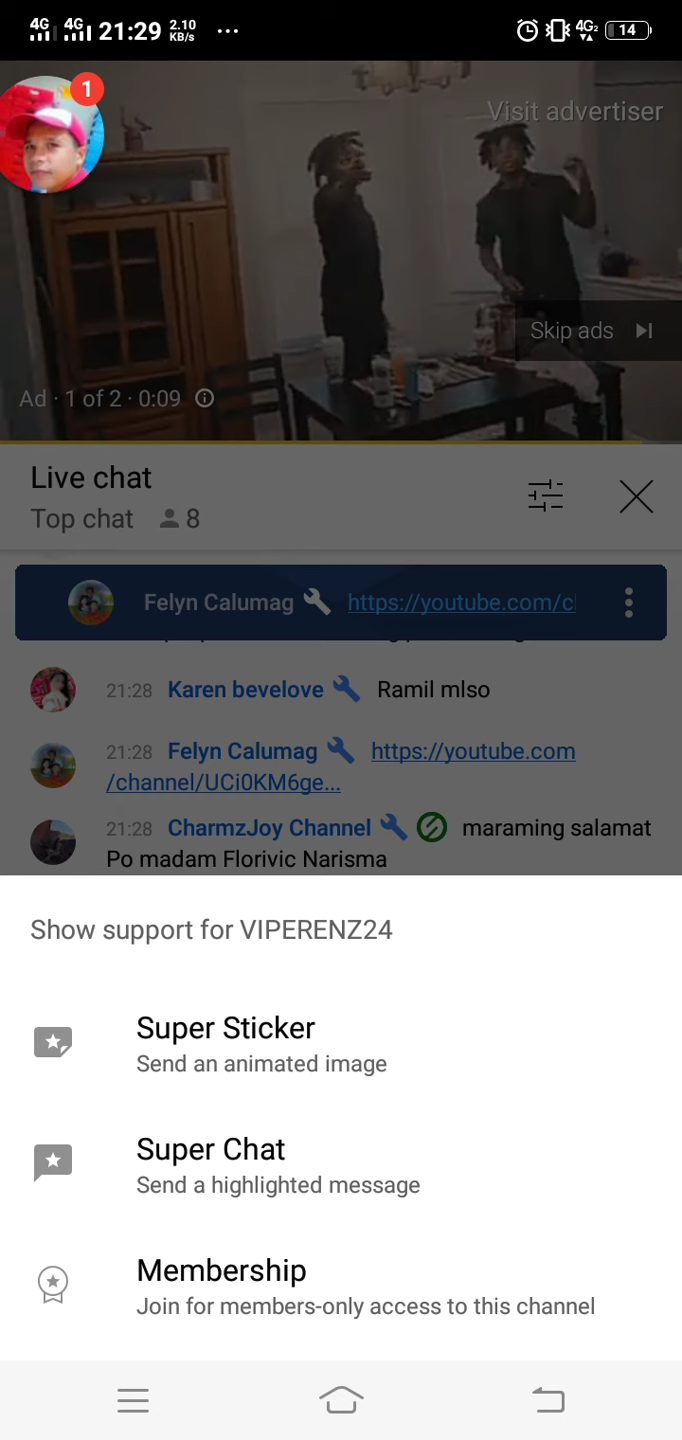 4G 4G 21:29 2.10 KB/s ... 4G2 14
1
Visit advertiser
Skip ads
Ad · 1 of 2 · 0:09
Live chat
Top chat 8
Felyn Calumag https://youtube.com/c
21:28 Karen bevelove Ramil mlso
21:28 Felyn Calumag https://youtube.com
/channel/UCi0KM6ge...
21:28 CharmzJoy Channel maraming salamat
Po madam Florivic Narisma
Show support for VIPERENZ24
Super Sticker
Send an animated image
Super Chat
Send a highlighted message
Membership
Join for members-only access to this channel